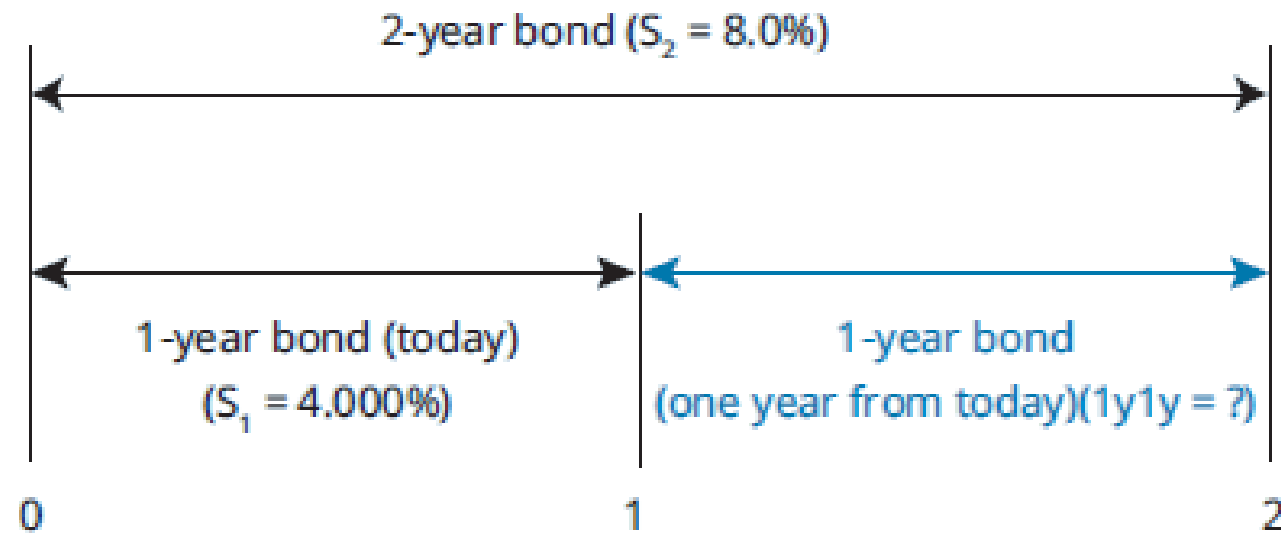 2-year bond (S₂ = 8.0%)
1-year bond (today)
(S₁ = 4.000%)
1-year bond
(one year from today)(1y1y = ?)
0
1
2